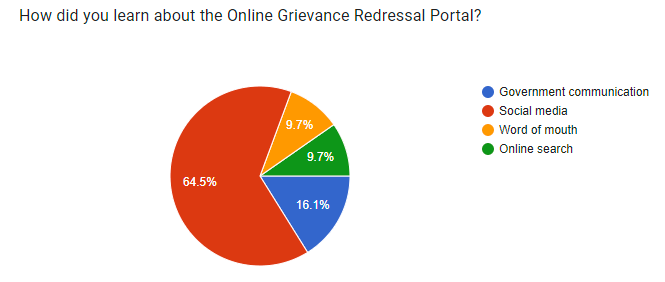 How did you learn about the Online Grievance Redressal Portal?
Government communication
Social media
Word of mouth
Online search
9.7%
9.7%
64.5%
16.1%